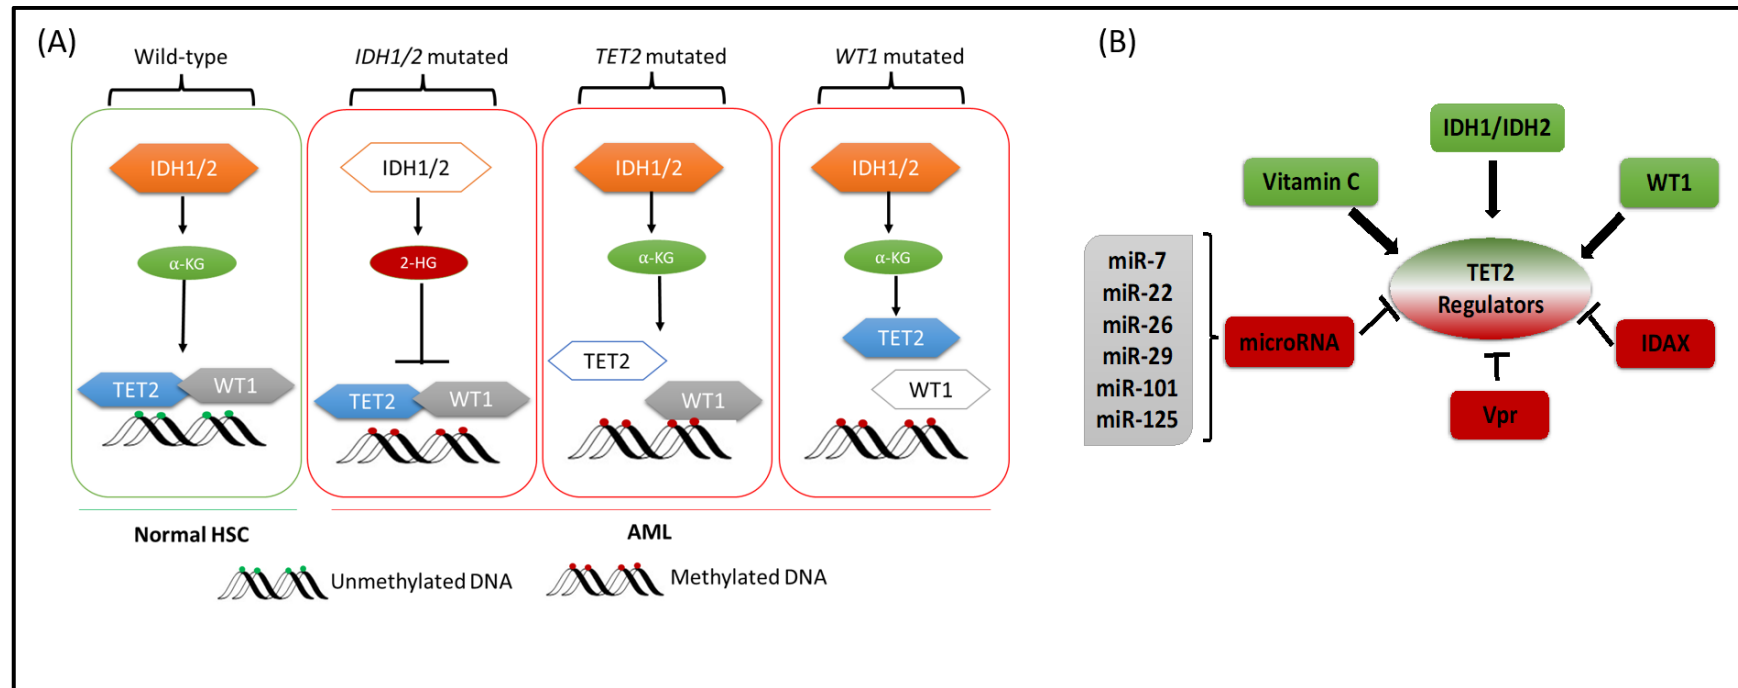 (A)
Wild-type
IDH1/2 mutated
TET2 mutated
WT1 mutated
IDH1/2
IDH1/2
IDH1/2
IDH1/2
α-KG
2-HG
α-KG
α-KG
TET2
TET2
TET2
WT1
TET2
WT1
WT1
WT1
Normal HSC
AML
Unmethylated DNA
Methylated DNA
(B)
IDH1/IDH2
Vitamin C
WT1
TET2
Regulators
miR-7
miR-22
miR-26
miR-29
miR-101
miR-125
microRNA
IDAX
Vpr